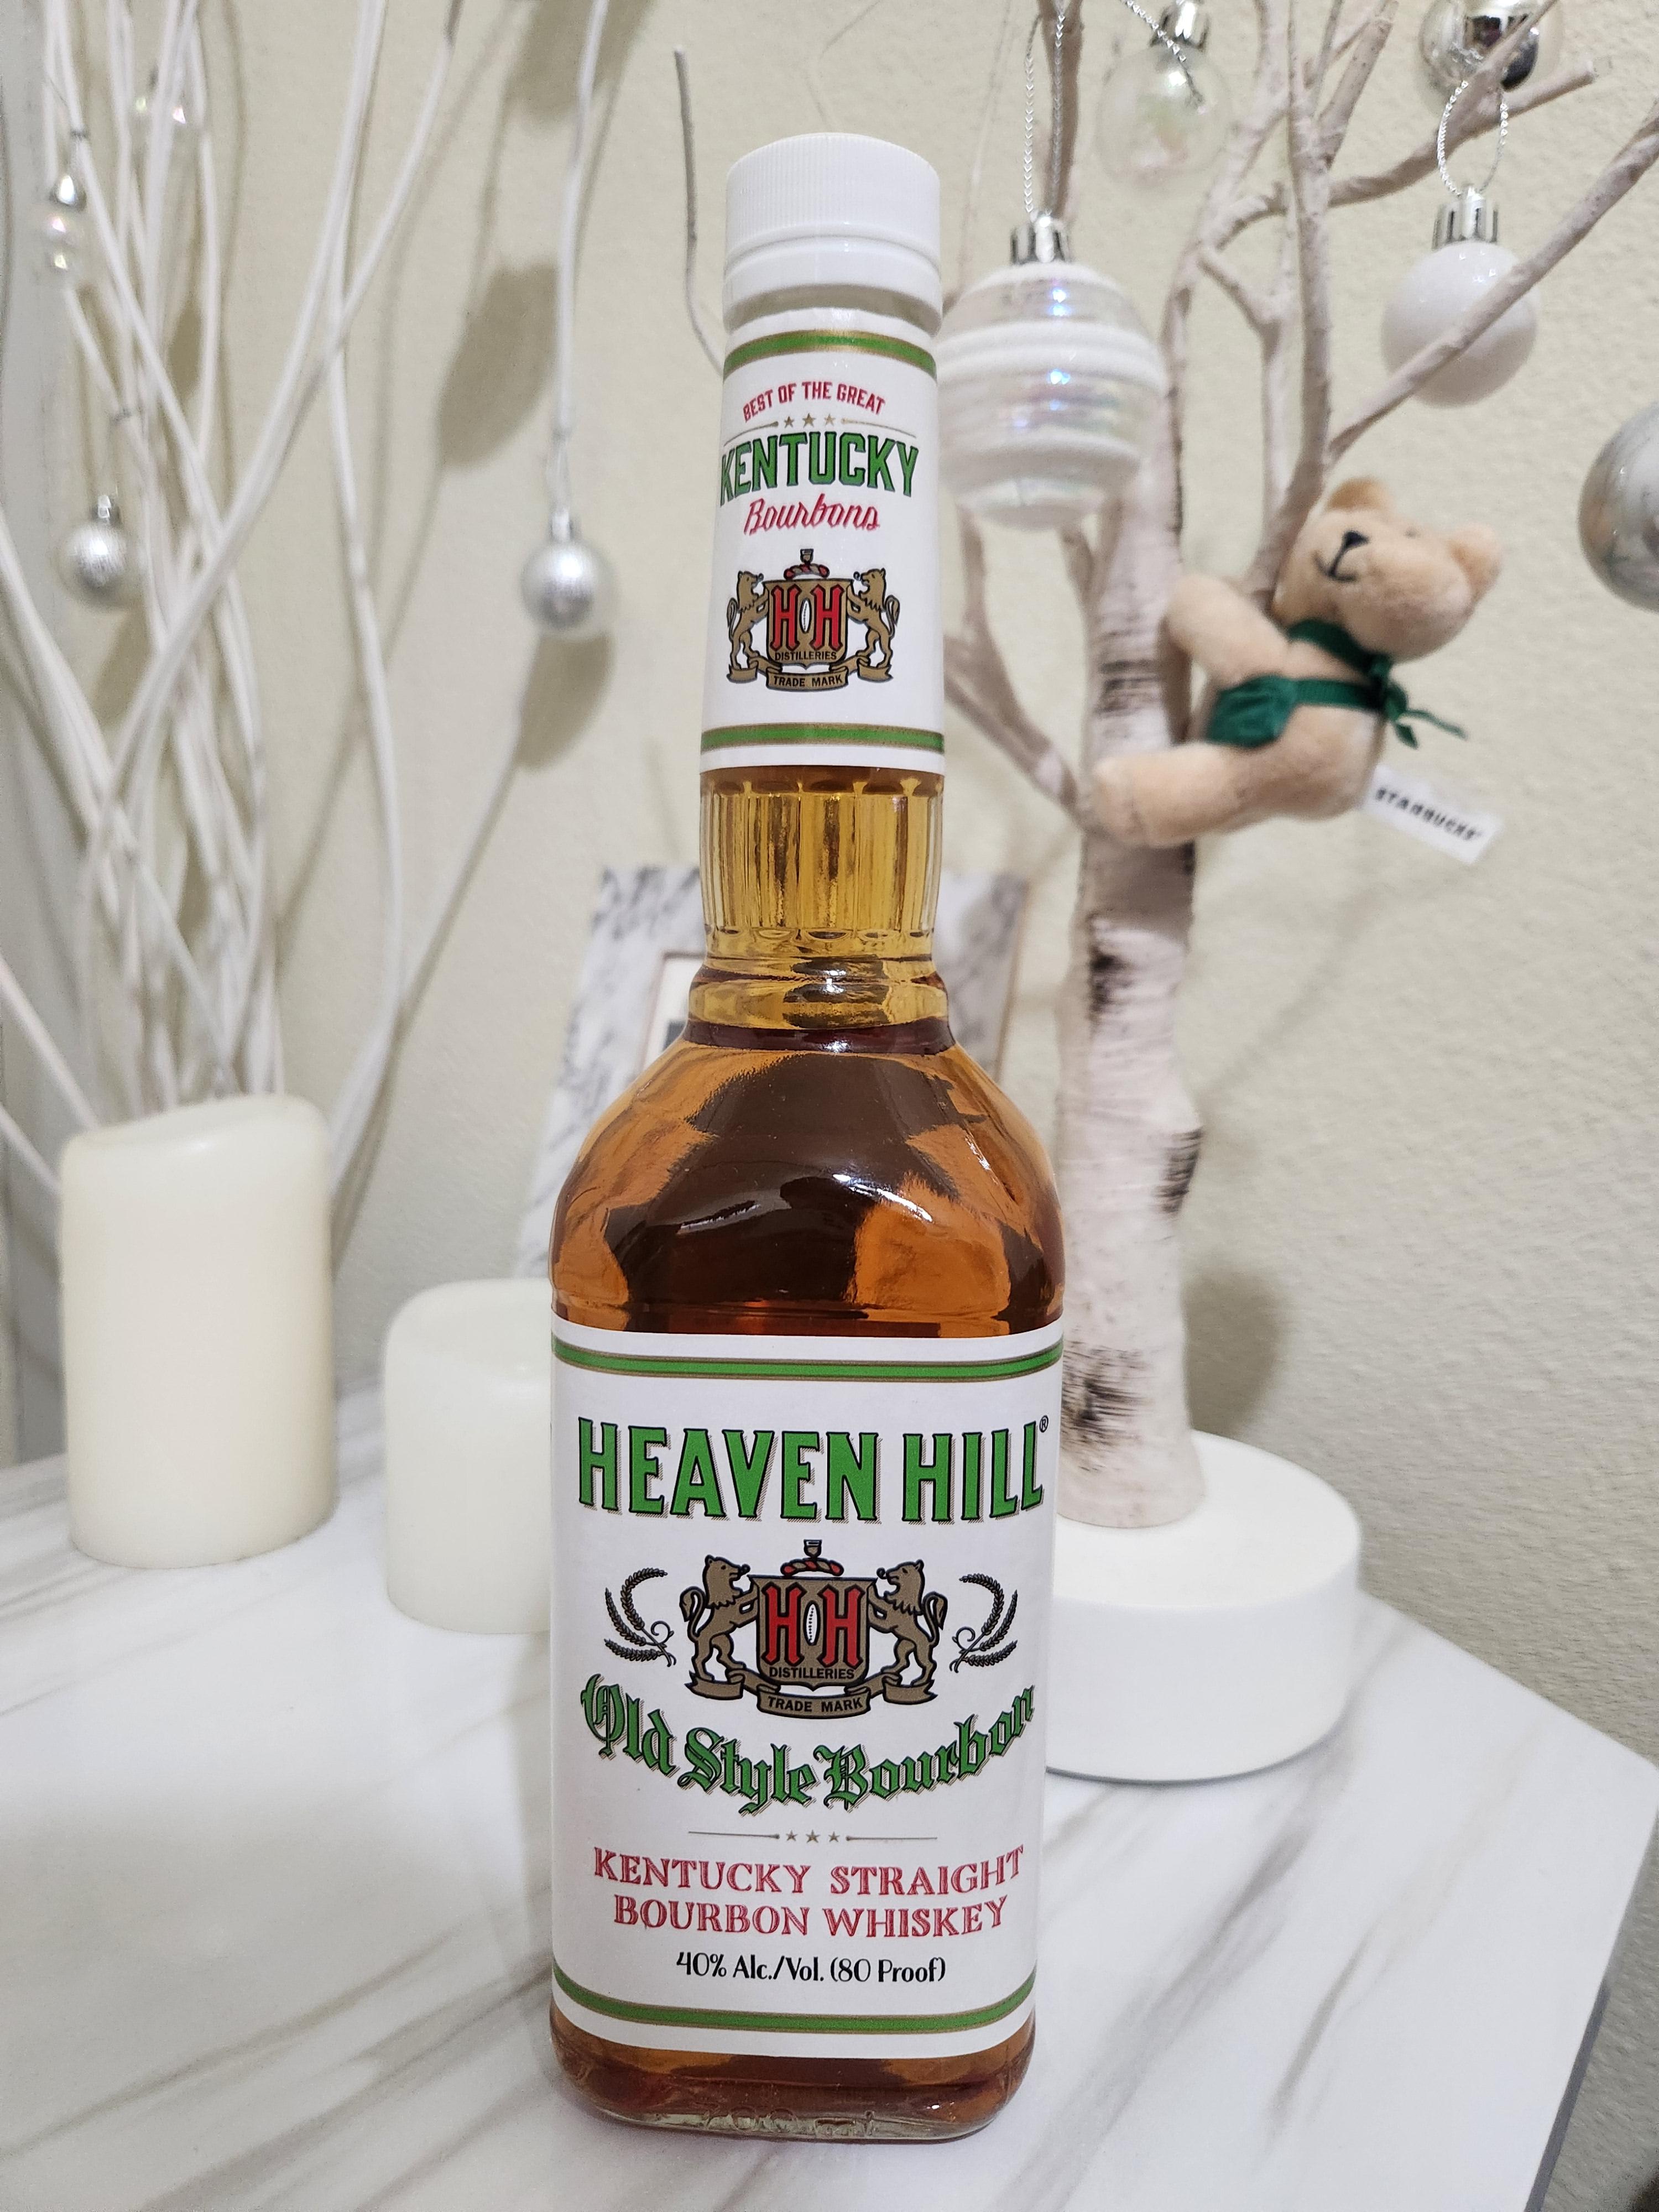 BEST OF THE GREAT
KENTUCKY
Bourbons
HH
DISTILLERIES
TRADE MARK
STARBUCKS
HEAVEN HILL®
HH
DISTILLERIES
TRADE MARK
Old Style Bourbon
KENTUCKY STRAIGHT
BOURBON WHISKEY
40% Alc./Vol. (80 Proof)